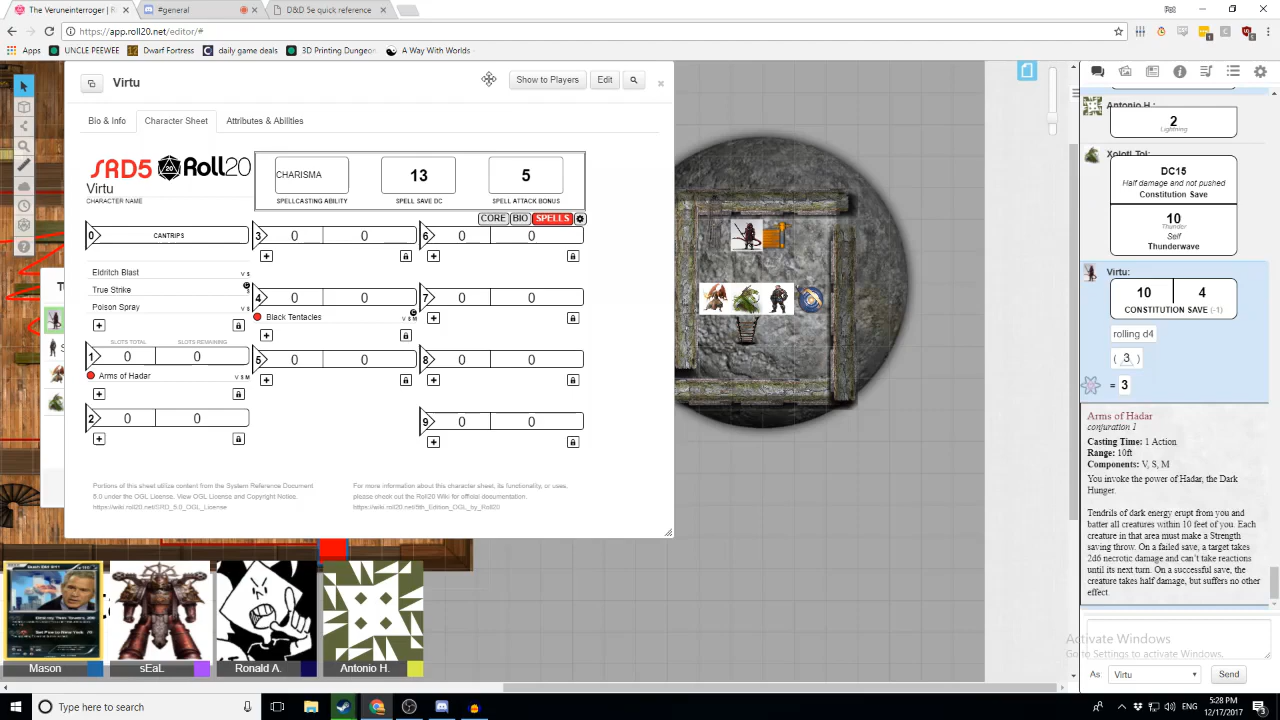 The Veruneinterroger | R
#general
D&D 5e quick reference
https://app.roll20.net/editor/#
Apps
UNCLE PEEWEE
Dwarf Fortress
daily game deals
3D Printing Dungeon
A Way With Worlds
Virtu
Show to Players
Edit
Bio & Info
Character Sheet
Attributes & Abilities
SRD5 Roll20
Virtu
CHARACTER NAME
CHARISMA
13
5
SPELLCASTING ABILITY
SPELL SAVE DC
SPELL ATTACK BONUS
CORE
BIO
SPELLS
0 CANTRIPS
Eldritch Blast V S
True Strike
Poison Spray V S
SLOTS TOTAL SLOTS REMAINING
1 0 0
Arms of Hadar V S M
2 0 0
3 0 0
4 0 0
Black Tentacles V S M
5 0 0
6 0 0
7 0 0
8 0 0
9 0 0
Portions of this sheet utilize content from the System Reference Document
5.0 under the OGL License. View OGL License and Copyright Notices.
https://wiki.roll20.net/SRD_5.0_OGL_License
For more information about this character sheet, its functionality, or uses,
please check out the Roll20 Wiki for official documentation.
https://wiki.roll20.net/5th_Edition_OGL_by_Roll20
Mason
sEaL
Ronald A.
Antonio H.
Antonio H.:
2
Lightning
Xolotl Tol:
DC15
Half damage and not pushed
Constitution Save
10
Thunder
Self
Thunderwave
Virtu:
10 4
CONSTITUTION SAVE (-1)
rolling d4
( 3 )
= 3
Arms of Hadar
conjuration 1
Casting Time: 1 Action
Range: 10ft
Components: V, S, M
You invoke the power of Hadar, the Dark
Hunger.
Tendrils of dark energy erupt from you and
batter all creatures within 10 feet of you. Each
creature in that area must make a Strength
saving throw. On a failed save, a target takes
2d6 necrotic damage and can't take reactions
until its next turn. On a successful save, the
creature takes half damage, but suffers no other
effect.
Activate Windows
Go to Settings to activate Windows.
As: Virtu
Send
Type here to search
5:28 PM
12/17/2017